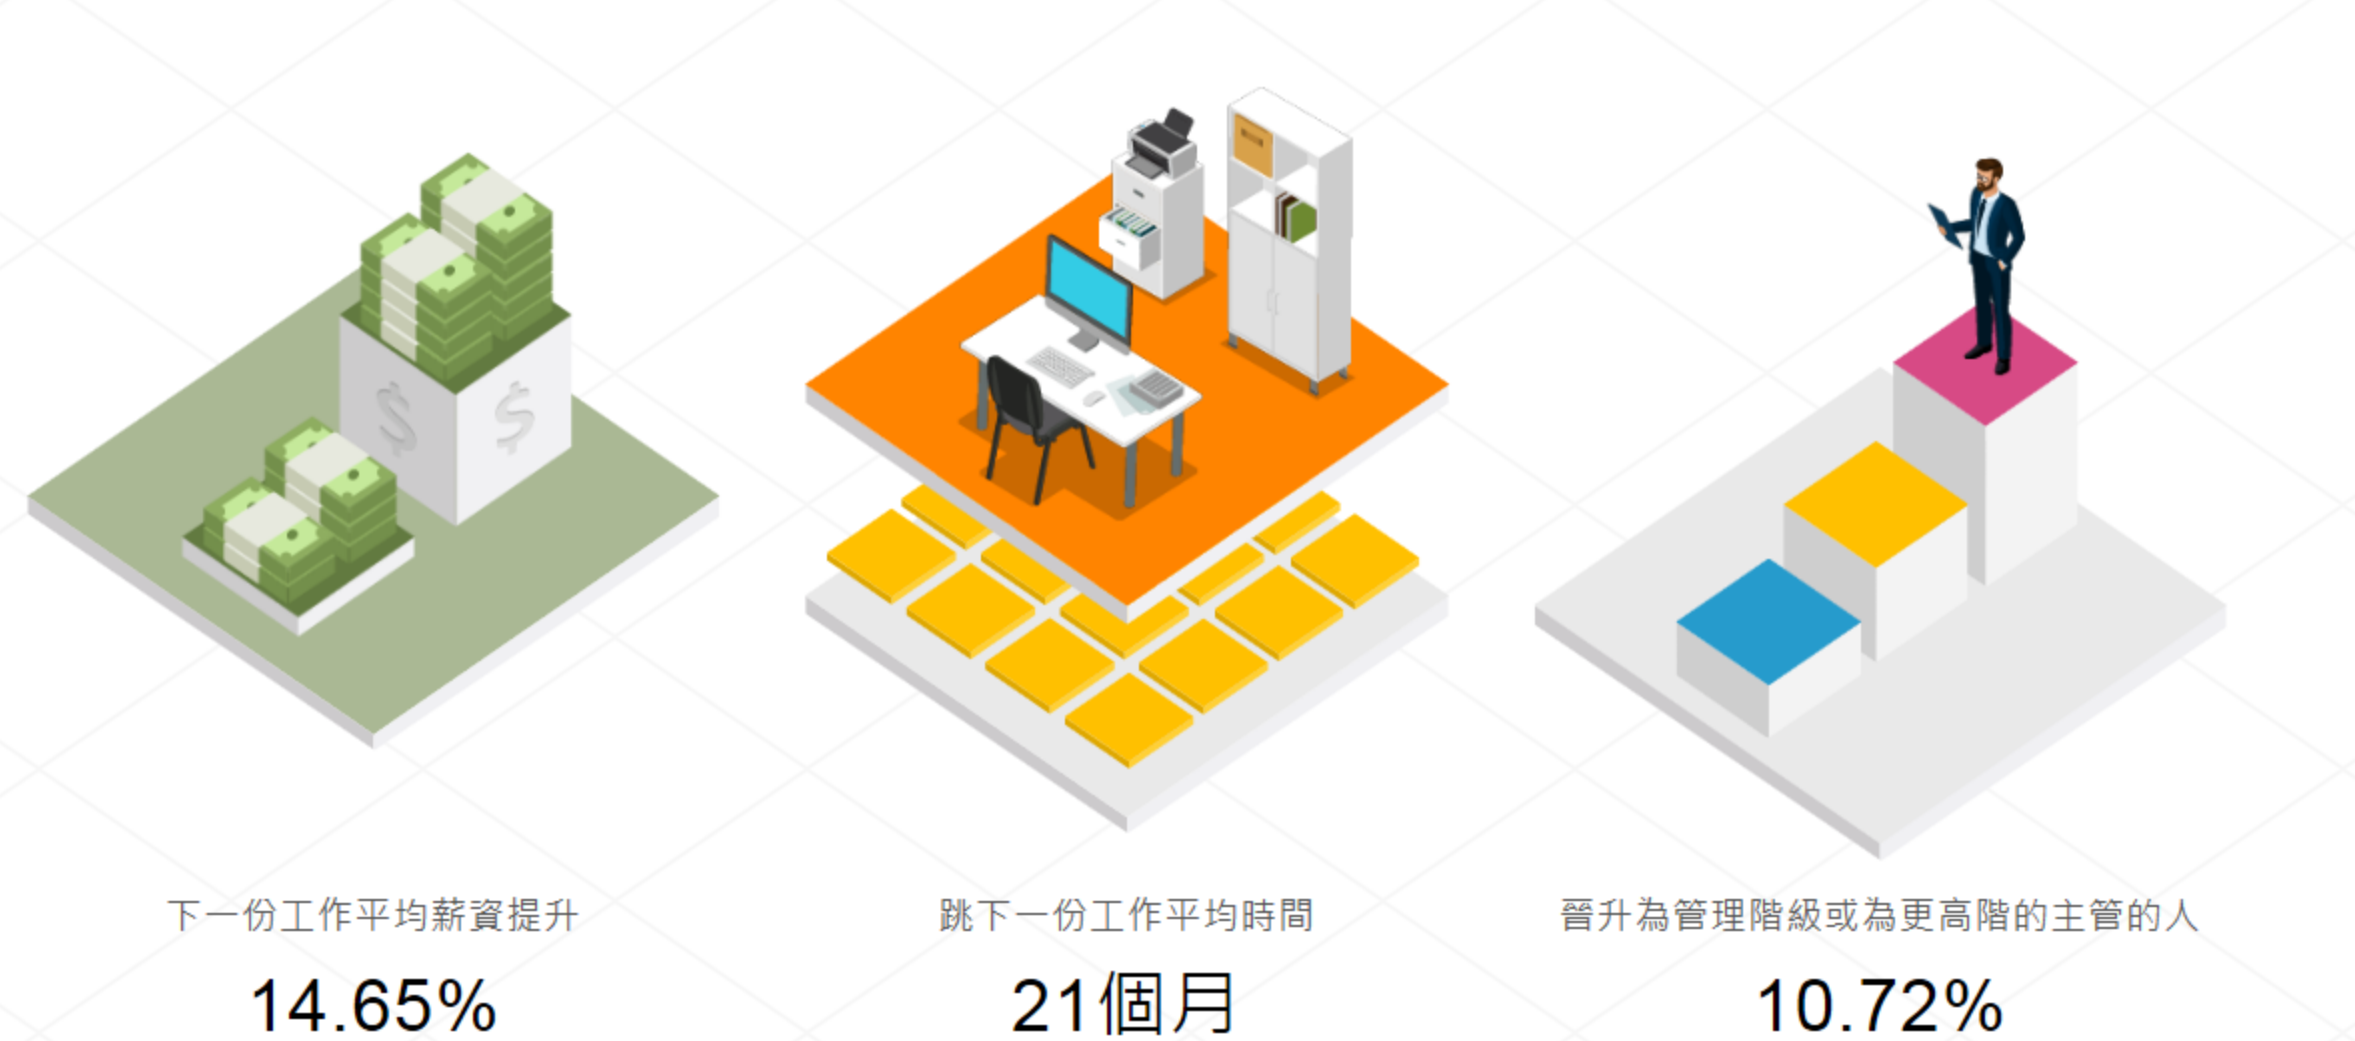 下一份工作平均薪資提升
14.65%
跳下一份工作平均時間
21個月
晉升為管理階級或為更高階的主管的人
10.72%